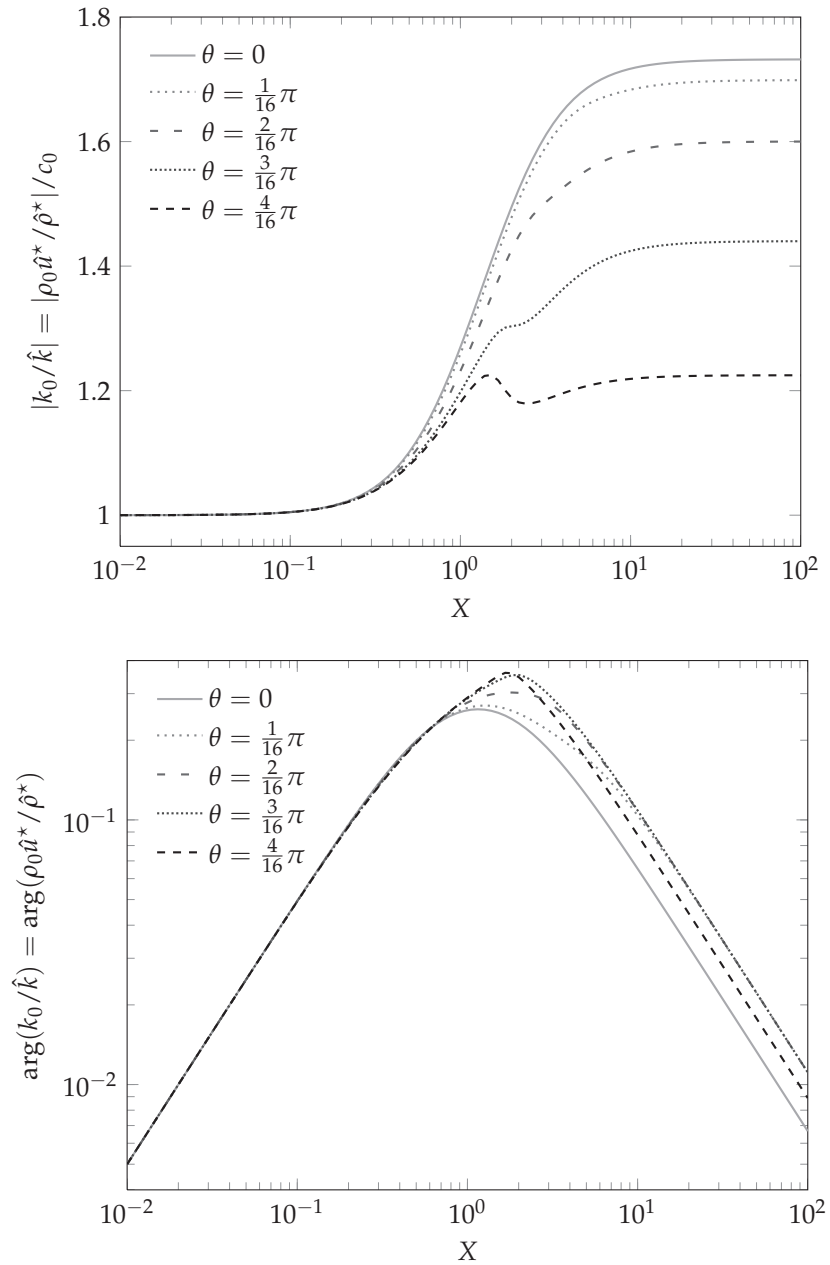 1.8
θ = 0
θ = 1/16 π
θ = 2/16 π
θ = 3/16 π
θ = 4/16 π
1.6
1.4
1.2
1
|k₀/k̂| = |ρ₀û*/ρ̂*|/c₀
10⁻² 10⁻¹ 10⁰ 10¹ 10²
X
θ = 0
θ = 1/16 π
θ = 2/16 π
θ = 3/16 π
θ = 4/16 π
10⁻¹
10⁻²
arg(k₀/k̂) = arg(ρ₀û*/ρ̂*)
10⁻² 10⁻¹ 10⁰ 10¹ 10²
X